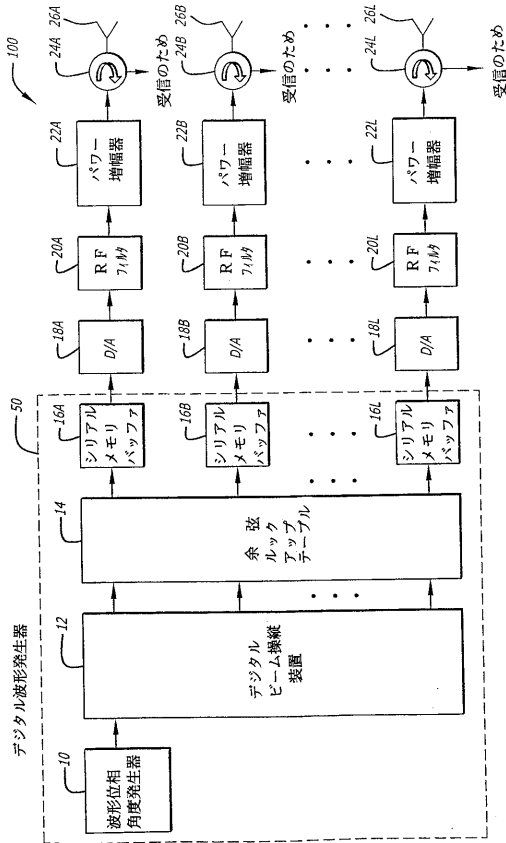 デジタル波形発生器
50
100
10
波形位相
角度発生器
12
デジタル
ビーム操縦
装置
14
余弦
ルック
アップ
テーブル
16A
シリアル
メモリ
バッファ
18A
D/A
20A
RF
フィルタ
22A
パワー
増幅器
24A
26A
受信のため
16B
シリアル
メモリ
バッファ
18B
D/A
20B
RF
フィルタ
22B
パワー
増幅器
24B
26B
受信のため
16L
シリアル
メモリ
バッファ
18L
D/A
20L
RF
フィルタ
22L
パワー
増幅器
24L
26L
受信のため